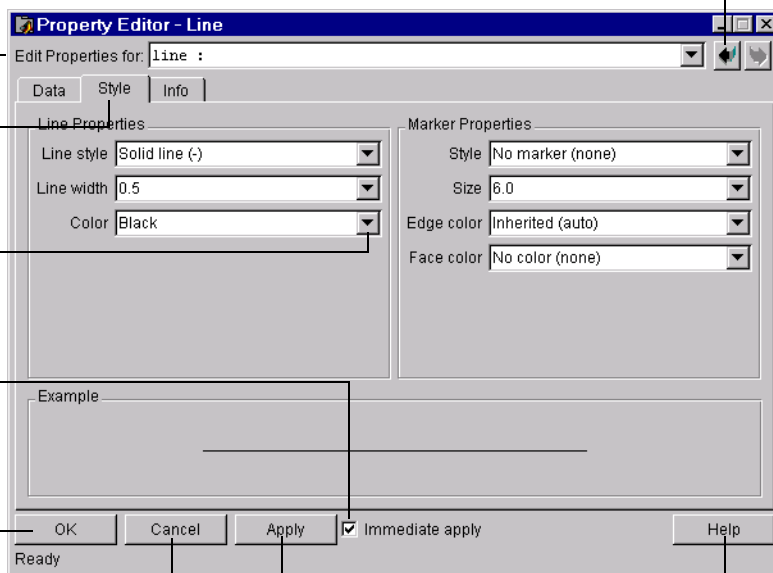 Property Editor - Line
Edit Properties for: line :
Data Style Info
Line Properties
Line style Solid line (-)
Line width 0.5
Color Black
Marker Properties
Style No marker (none)
Size 6.0
Edge color Inherited (auto)
Face color No color (none)
Example
OK Cancel Apply Immediate apply Help
Ready